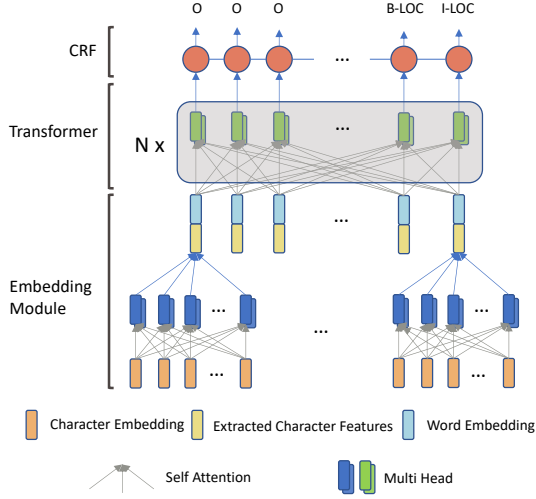 O O O B-LOC I-LOC
CRF
...
Transformer
N x
...
...
Embedding
Module
... ...
...
... ...
Character Embedding Extracted Character Features Word Embedding
Self Attention Multi Head